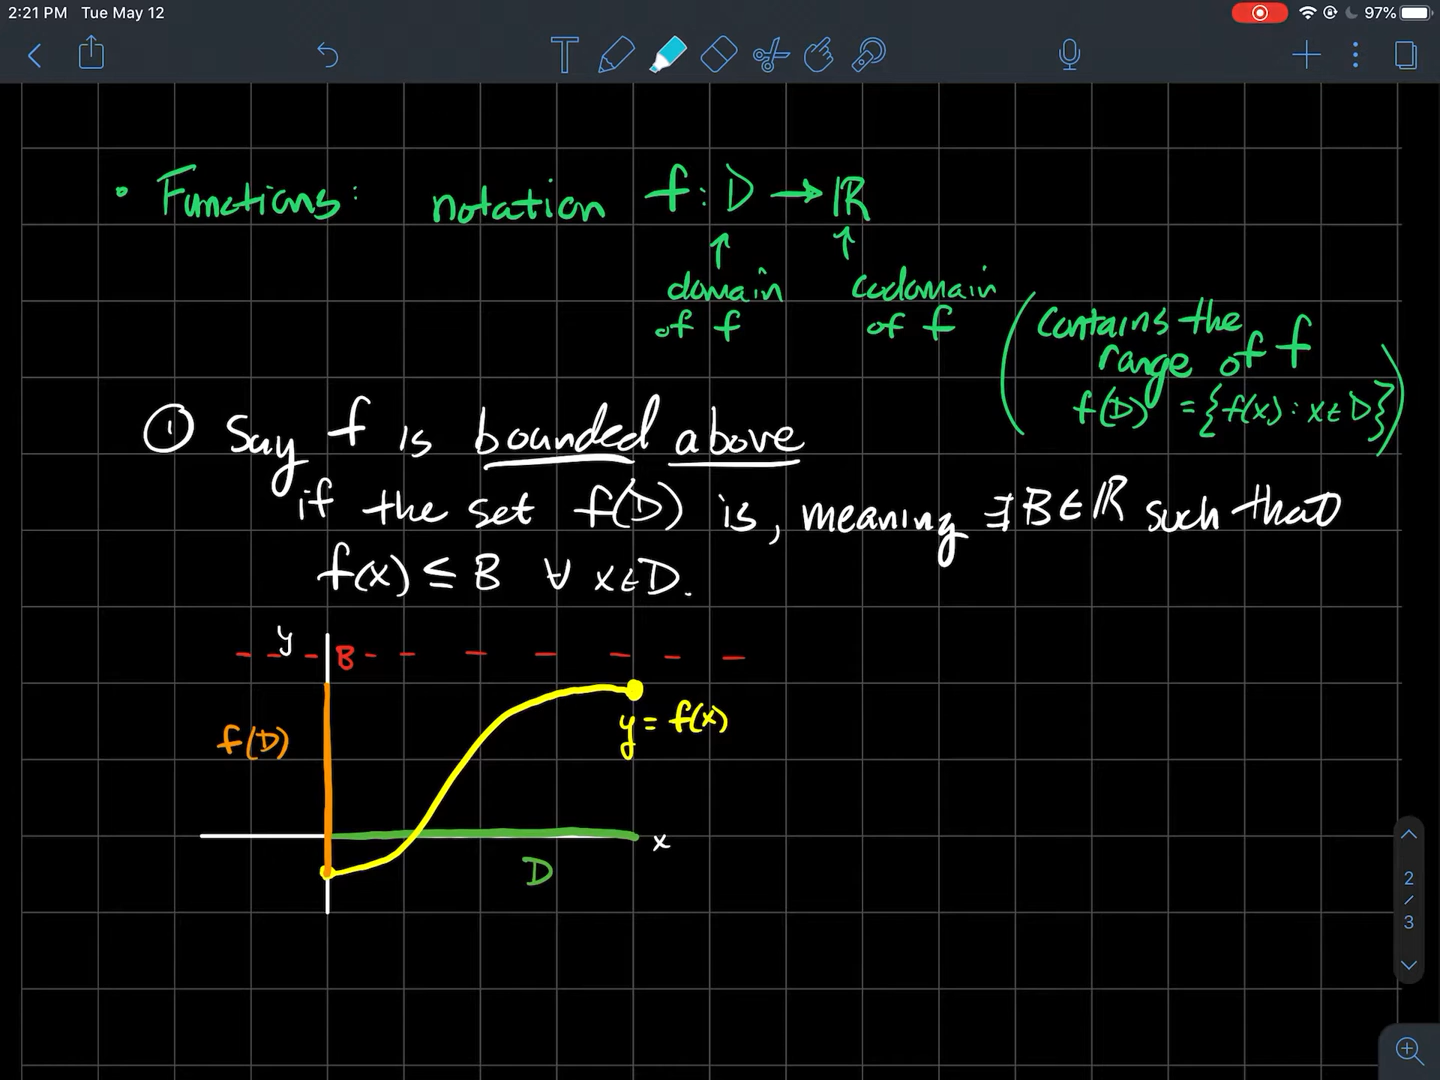 2:21 PM Tue May 12
97%
• Functions: notation f : D → ℝ
↑ ↑
domain of f
codomain of f
(contains the range of f
f(D) = {f(x) : x ∈ D})
① Say f is bounded above
if the set f(D) is, meaning ∃ B ∈ ℝ such that
f(x) ≤ B ∀ x ∈ D.
y
B
f(D)
y = f(x)
x
D
2
/
3